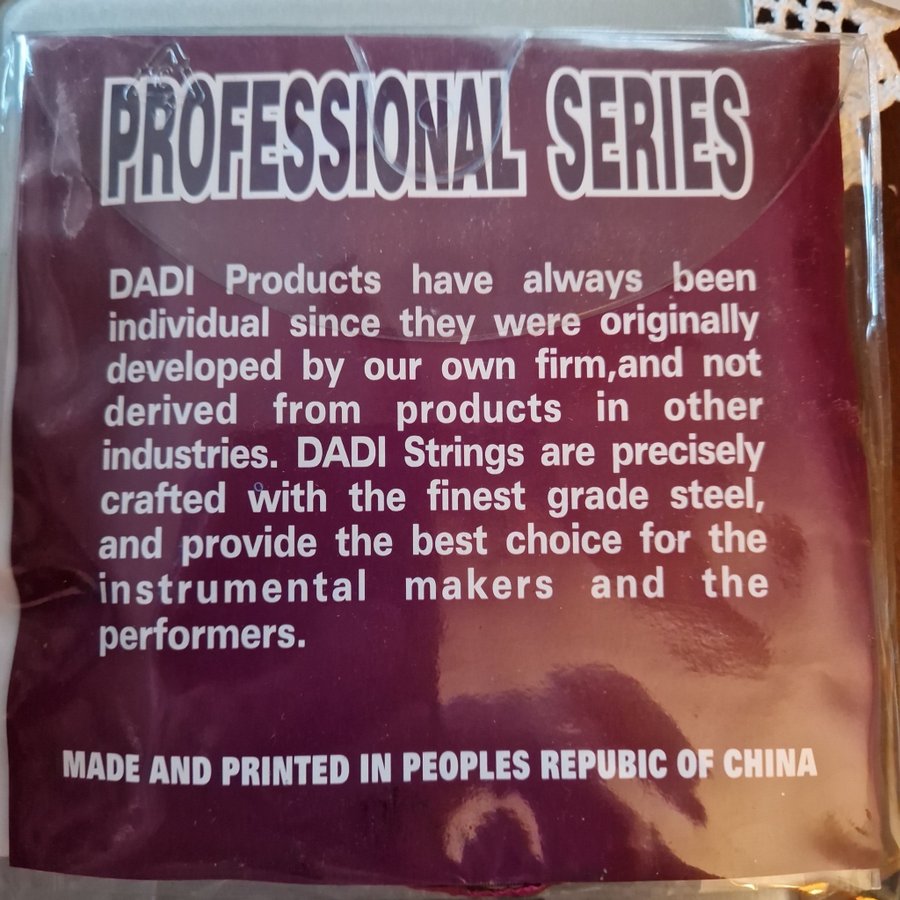 PROFESSIONAL SERIES
DADI Products have always been
individual since they were originally
developed by our own firm,and not
derived from products in other
industries. DADI Strings are precisely
crafted with the finest grade steel,
and provide the best choice for the
instrumental makers and the
performers.
MADE AND PRINTED IN PEOPLES REPUBIC OF CHINA